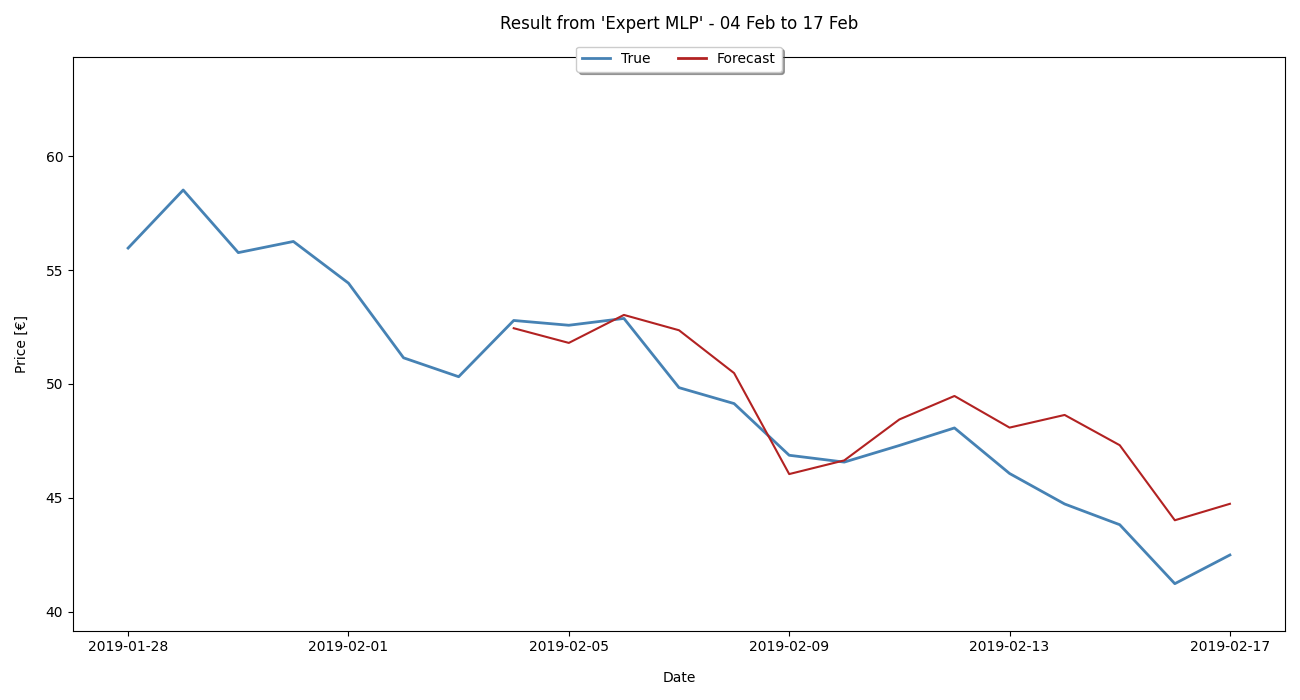 Result from 'Expert MLP' - 04 Feb to 17 Feb
True Forecast
Price [€]
60
55
50
45
40
2019-01-28 2019-02-01 2019-02-05 2019-02-09 2019-02-13 2019-02-17
Date